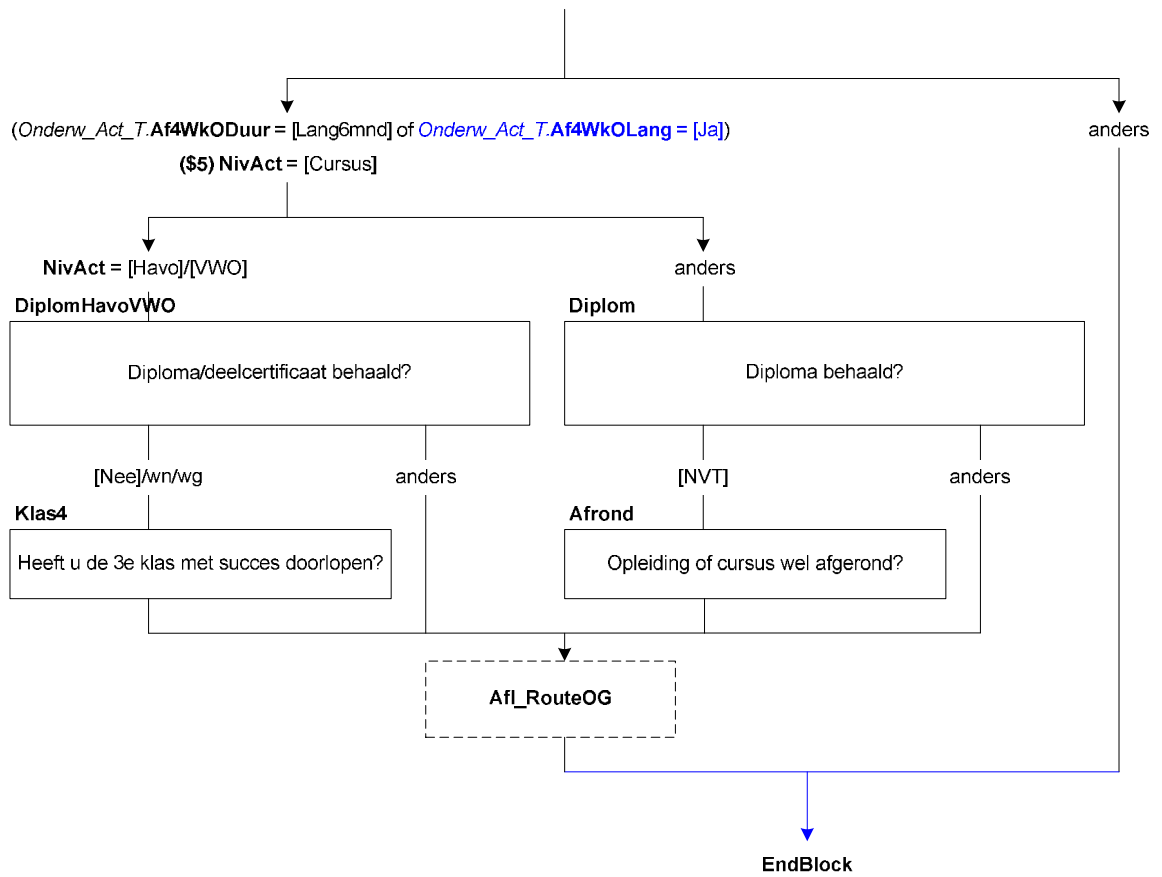 (Onderw_Act_T.Af4WkODuur = [Lang6mnd] of Onderw_Act_T.Af4WkOLang = [Ja])
anders
($5) NivAct = [Cursus]
NivAct = [Havo]/[VWO]
anders
DiplomHavoVWO
Diplom
Diploma/deelcertificaat behaald?
Diploma behaald?
[Nee]/wn/wg
anders
[NVT]
anders
Klas4
Afrond
Heeft u de 3e klas met succes doorlopen?
Opleiding of cursus wel afgerond?
Afl_RouteOG
EndBlock